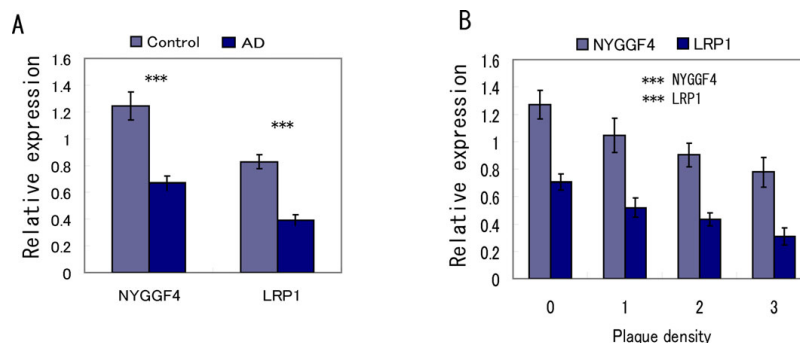 A
Control AD
Relative expression
1.6
1.4
1.2
1
0.8
0.6
0.4
0.2
0
***
***
NYGGF4 LRP1
B
NYGGF4 LRP1
Relative expression
1.6
1.4
1.2
1
0.8
0.6
0.4
0.2
0
*** NYGGF4
*** LRP1
0 1 2 3
Plaque density